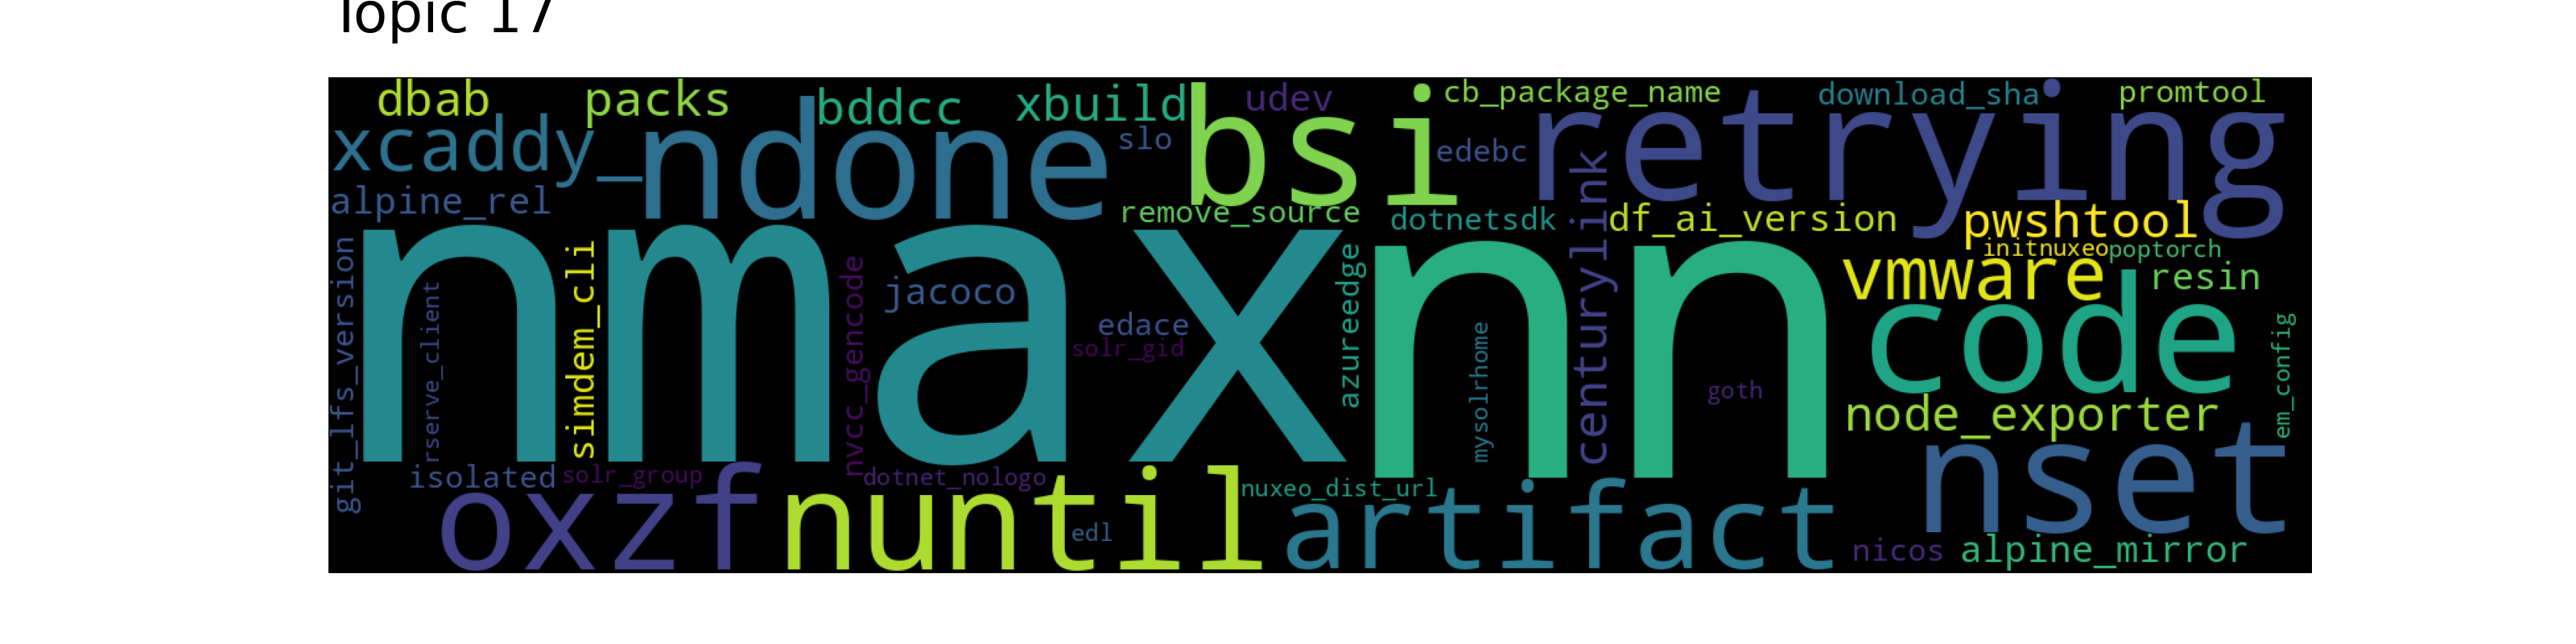 Topic 17
dbab
packs
bddcc
xbuild
udev
cb_package_name
download_sha
promtool
xcaddy_
ndone
slo
bsi
edebc
retrying
alpine_rel
remove_source
dotnetsdk
centurylink
df_ai_version
pwshtool
initnuxeo
poptorch
git_lfs_version
nmax
rserve_client
simdem_cli
nvcc_gencode
jacoco
edace
solr_gid
azureedge
nn
mysolrhome
goth
vmware
resin
code
em_config
node_exporter
isolated
solr_group
dotnet_nologo
nuxeo_dist_url
nset
oxzf
nuntil
edl
artifact
nicos
alpine_mirror